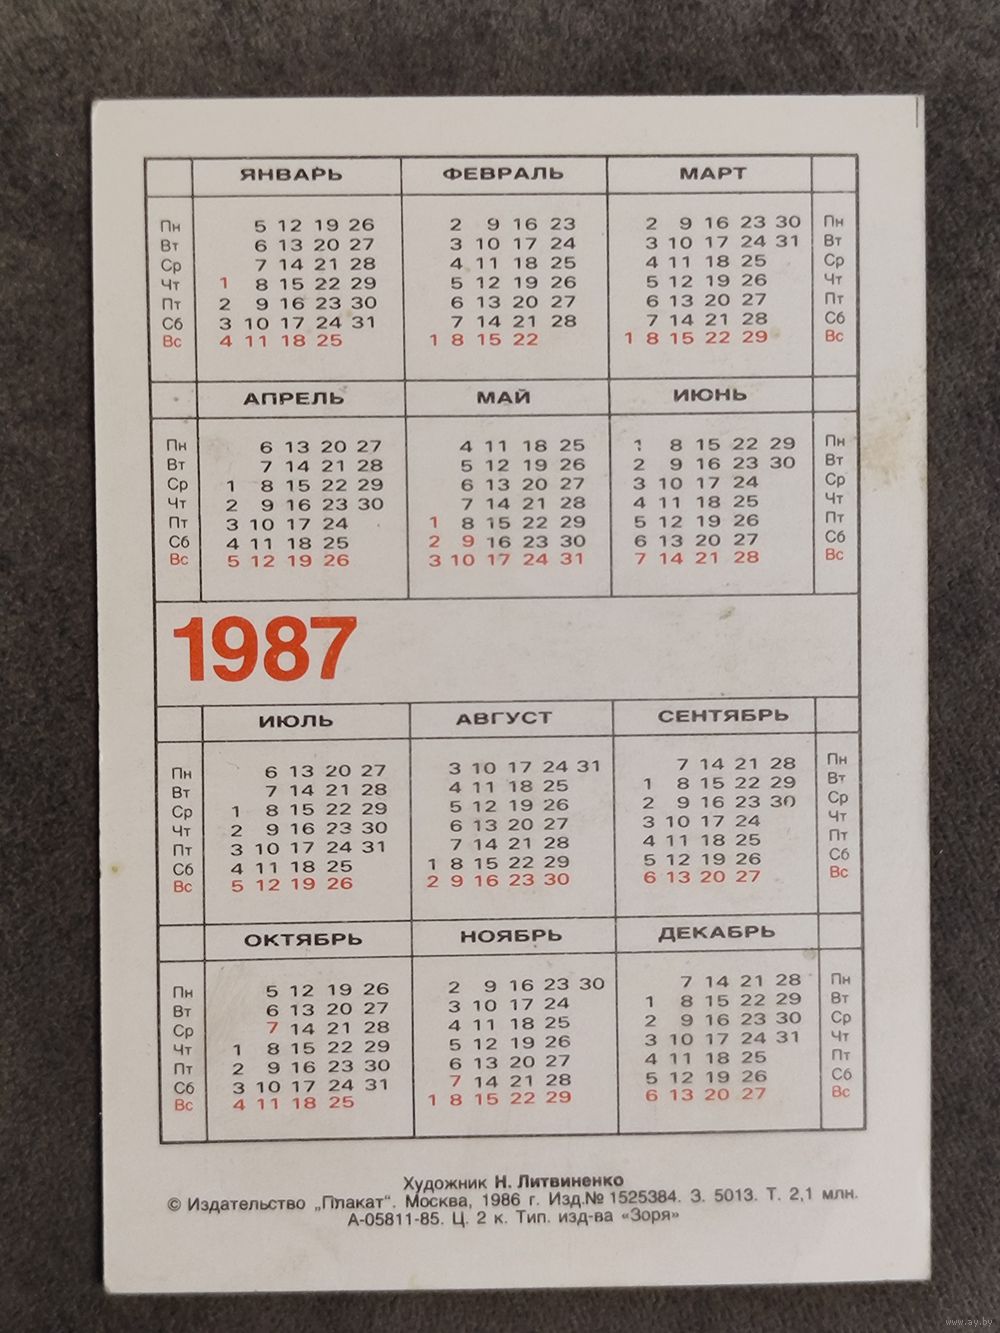 ЯНВАРЬ ФЕВРАЛЬ МАРТ
Пн 5 12 19 26 2 9 16 23 2 9 16 23 30 Пн
Вт 6 13 20 27 3 10 17 24 3 10 17 24 31 Вт
Ср 7 14 21 28 4 11 18 25 4 11 18 25 Ср
Чт 1 8 15 22 29 5 12 19 26 5 12 19 26 Чт
Пт 2 9 16 23 30 6 13 20 27 6 13 20 27 Пт
Сб 3 10 17 24 31 7 14 21 28 7 14 21 28 Сб
Вс 4 11 18 25 1 8 15 22 1 8 15 22 29 Вс
АПРЕЛЬ МАЙ ИЮНЬ
Пн 6 13 20 27 4 11 18 25 1 8 15 22 29 Пн
Вт 7 14 21 28 5 12 19 26 2 9 16 23 30 Вт
Ср 1 8 15 22 29 6 13 20 27 3 10 17 24 Ср
Чт 2 9 16 23 30 7 14 21 28 4 11 18 25 Чт
Пт 3 10 17 24 1 8 15 22 29 5 12 19 26 Пт
Сб 4 11 18 25 2 9 16 23 30 6 13 20 27 Сб
Вс 5 12 19 26 3 10 17 24 31 7 14 21 28 Вс
1987
ИЮЛЬ АВГУСТ СЕНТЯБРЬ
Пн 6 13 20 27 3 10 17 24 31 7 14 21 28 Пн
Вт 7 14 21 28 4 11 18 25 1 8 15 22 29 Вт
Ср 1 8 15 22 29 5 12 19 26 2 9 16 23 30 Ср
Чт 2 9 16 23 30 6 13 20 27 3 10 17 24 Чт
Пт 3 10 17 24 31 7 14 21 28 4 11 18 25 Пт
Сб 4 11 18 25 1 8 15 22 29 5 12 19 26 Сб
Вс 5 12 19 26 2 9 16 23 30 6 13 20 27 Вс
ОКТЯБРЬ НОЯБРЬ ДЕКАБРЬ
Пн 5 12 19 26 2 9 16 23 30 7 14 21 28 Пн
Вт 6 13 20 27 3 10 17 24 1 8 15 22 29 Вт
Ср 7 14 21 28 4 11 18 25 2 9 16 23 30 Ср
Чт 1 8 15 22 29 5 12 19 26 3 10 17 24 31 Чт
Пт 2 9 16 23 30 6 13 20 27 4 11 18 25 Пт
Сб 3 10 17 24 31 7 14 21 28 5 12 19 26 Сб
Вс 4 11 18 25 1 8 15 22 29 6 13 20 27 Вс
Художник Н. Литвиненко
© Издательство „Плакат“. Москва, 1986 г. Изд.№ 1525384. З. 5013. Т. 2,1 млн.
А-05811-85. Ц. 2 к. Тип. изд-ва «Зоря»
www.ay.by